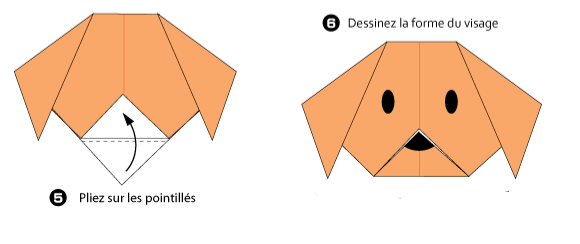 6 Dessinez la forme du visage
5 Pliez sur les pointillés